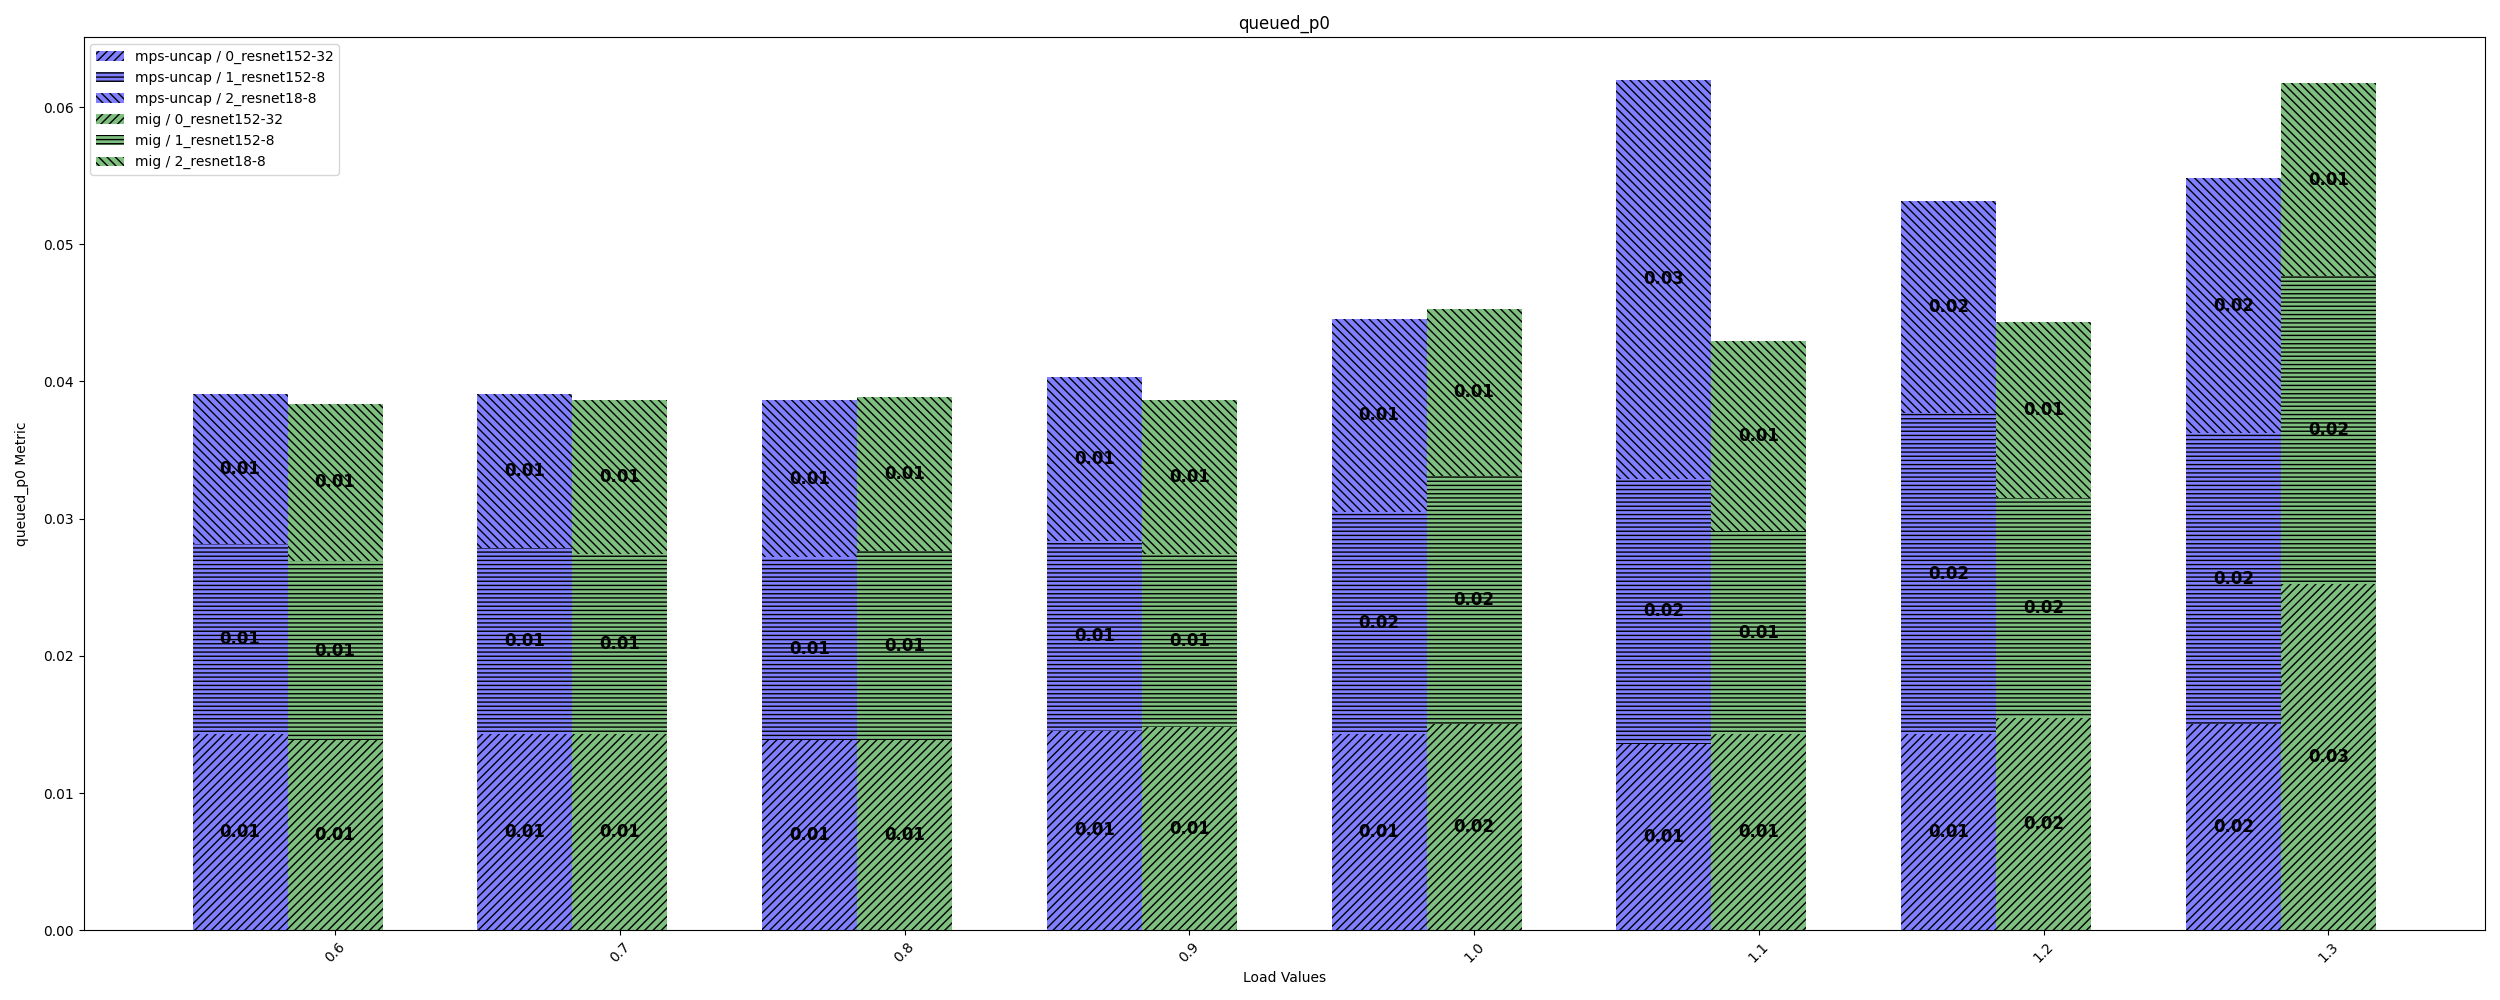 queued_p0
mps-uncap / 0_resnet152-32
mps-uncap / 1_resnet152-8
mps-uncap / 2_resnet18-8
mig / 0_resnet152-32
mig / 1_resnet152-8
mig / 2_resnet18-8
queued_p0 Metric
0.06
0.05
0.04
0.03
0.02
0.01
0.00
0.01 0.01 0.01 0.01 0.01 0.01 0.01 0.01 0.01 0.01 0.03 0.01 0.02 0.01 0.02 0.01
0.01 0.01 0.01 0.01 0.01 0.01 0.01 0.01 0.02 0.02 0.02 0.01 0.02 0.02 0.02 0.02
0.01 0.01 0.01 0.01 0.01 0.01 0.01 0.01 0.01 0.02 0.01 0.01 0.01 0.02 0.02 0.03
0.6 0.7 0.8 0.9 1.0 1.1 1.2 1.3
Load Values